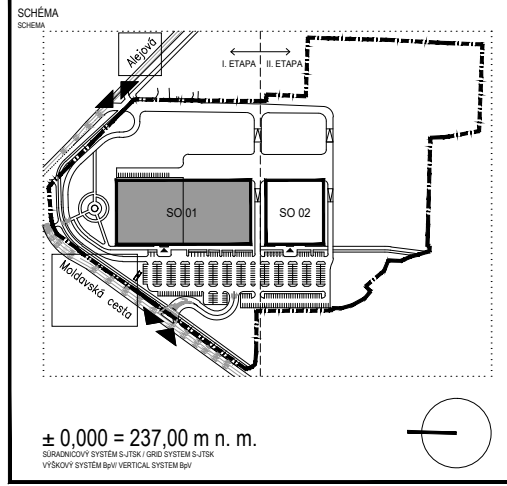 SCHÉMA
SCHEMA
Alejová
I. ETAPA
II. ETAPA
SO 01
SO 02
Moldavská cesta
± 0,000 = 237,00 m n. m.
SÚRADNICOVÝ SYSTÉM S-JTSK / GRID SYSTEM S-JTSK
VÝŠKOVÝ SYSTÉM BpV/ VERTICAL SYSTEM BpV